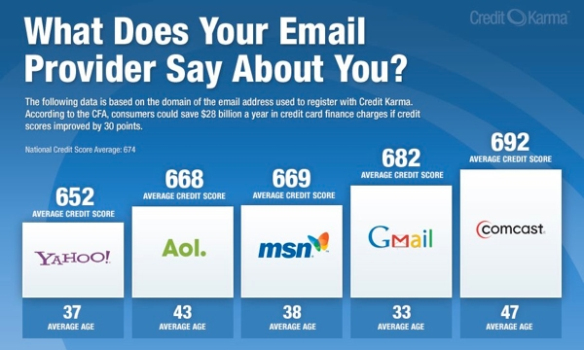 Credit Karma™
What Does Your Email
Provider Say About You?
The following data is based on the domain of the email address used to register with Credit Karma.
According to the CFA, consumers could save $28 billion a year in credit card finance charges if credit
scores improved by 30 points.
National Credit Score Average: 674
652
AVERAGE CREDIT SCORE
YAHOO!
37
AVERAGE AGE
668
AVERAGE CREDIT SCORE
Aol.
43
AVERAGE AGE
669
AVERAGE CREDIT SCORE
msn
38
AVERAGE AGE
682
AVERAGE CREDIT SCORE
GMail
33
AVERAGE AGE
692
AVERAGE CREDIT SCORE
comcast.
47
AVERAGE AGE